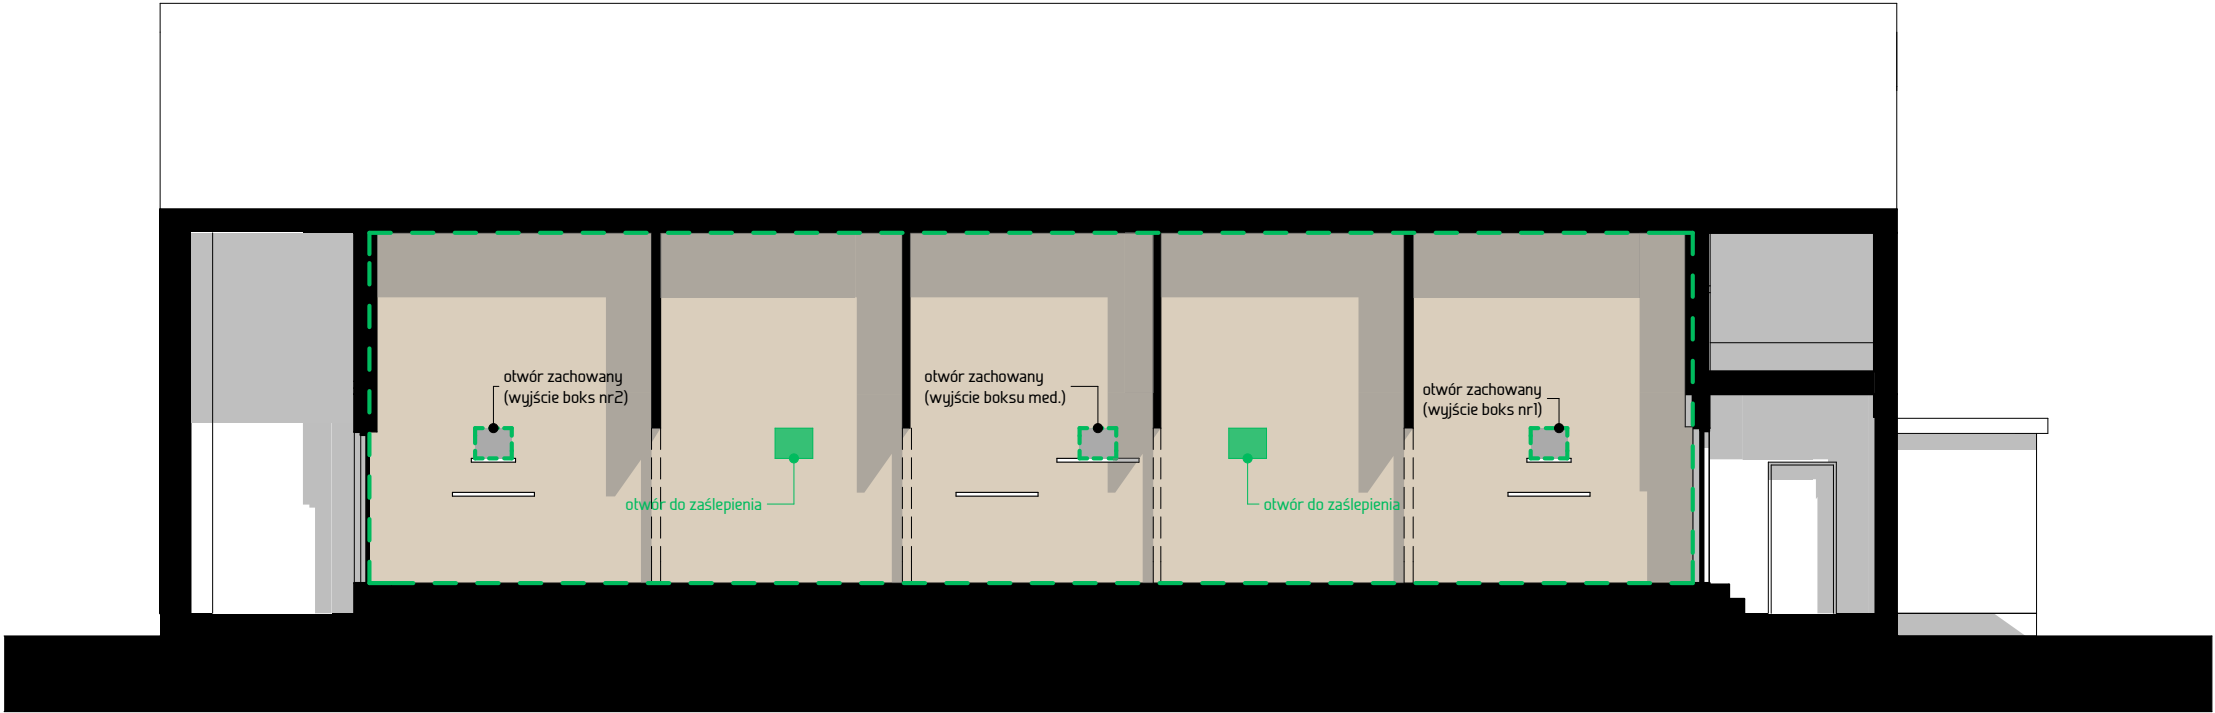 otwór zachowany
(wyjście boks nr2)
otwór zachowany
(wyjście boksu med.)
otwór zachowany
(wyjście boks nr1)
otwór do zaślepienia
otwór do zaślepienia